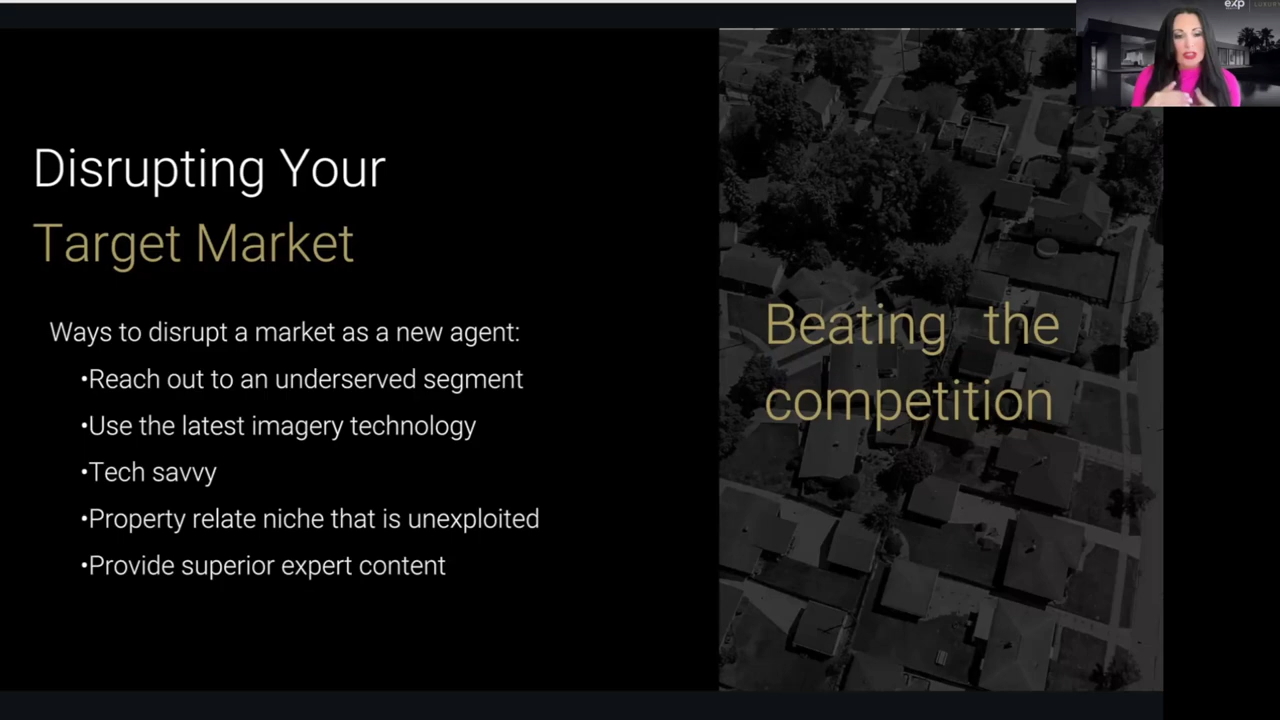 exp
Disrupting Your
Target Market
Ways to disrupt a market as a new agent:
•Reach out to an underserved segment
•Use the latest imagery technology
•Tech savvy
•Property relate niche that is unexploited
•Provide superior expert content
Beating the
competition